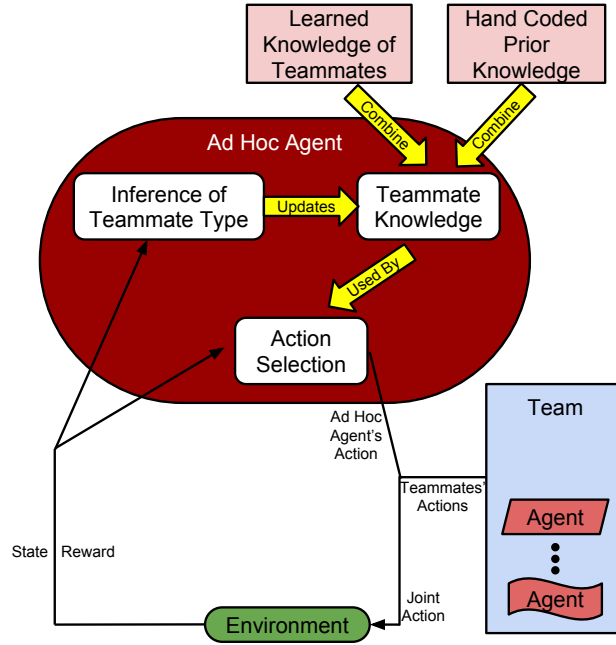 Learned
Knowledge of
Teammates
Hand Coded
Prior
Knowledge
Combine
Combine
Ad Hoc Agent
Inference of
Teammate Type
Updates
Teammate
Knowledge
Used By
Action
Selection
Ad Hoc
Agent's
Action
Team
Teammates'
Actions
Agent
Agent
State
Reward
Joint
Action
Environment